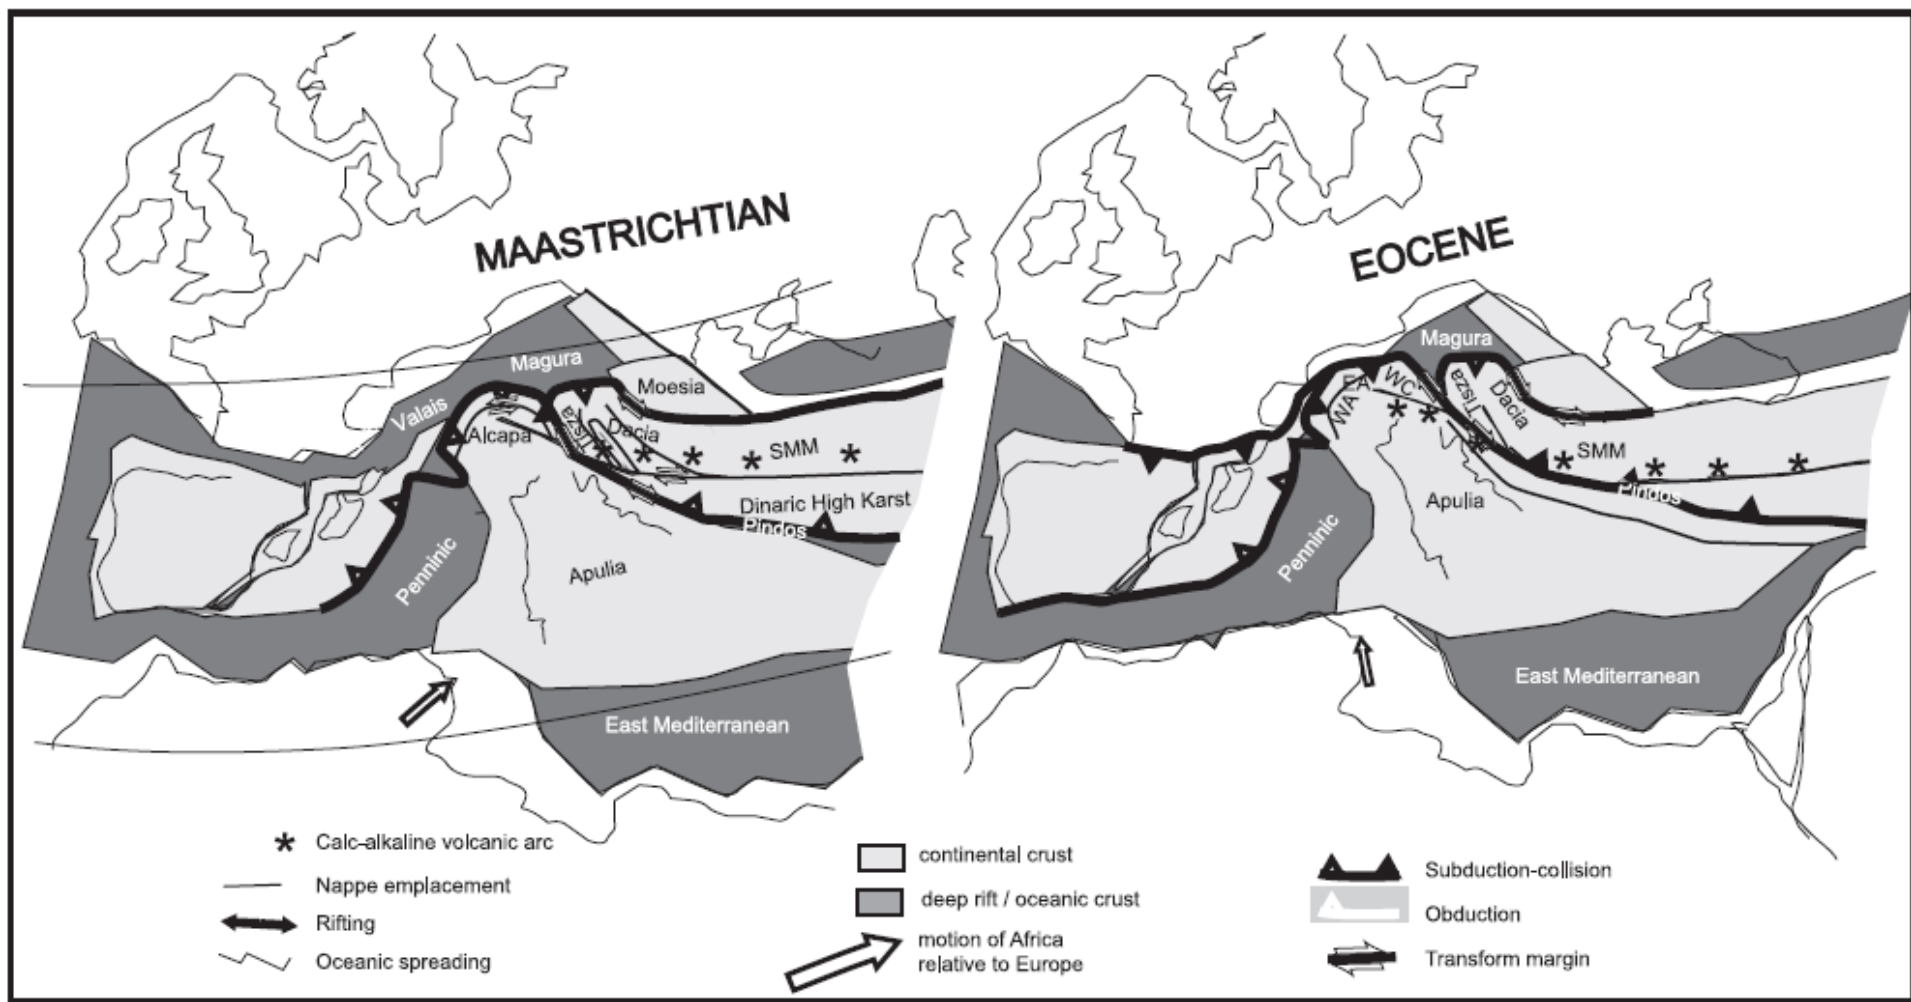 MAASTRICHTIAN
Magura
Moesia
Valais
Alcapa
Tisza
Dacia
SMM
Dinaric High Karst
Pindos
Penninic
Apulia
East Mediterranean
EOCENE
Magura
EA
WC
WA
Tisza
Dacia
SMM
Pindos
Apulia
Penninic
East Mediterranean
Calc-alkaline volcanic arc
Nappe emplacement
Rifting
Oceanic spreading
continental crust
deep rift / oceanic crust
motion of Africa
relative to Europe
Subduction-collision
Obduction
Transform margin